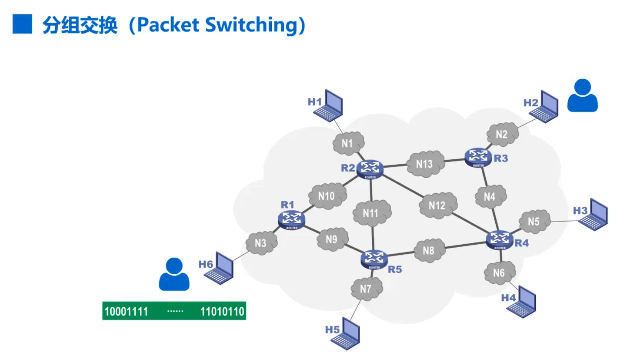 分组交换（Packet Switching）
H1
H2
N1
N2
R2
N13
R3
N10
N4
H3
R1
N11
N12
N5
N3
N9
N8
R4
H6
R5
N6
N7
H4
10001111 ······ 11010110
H5